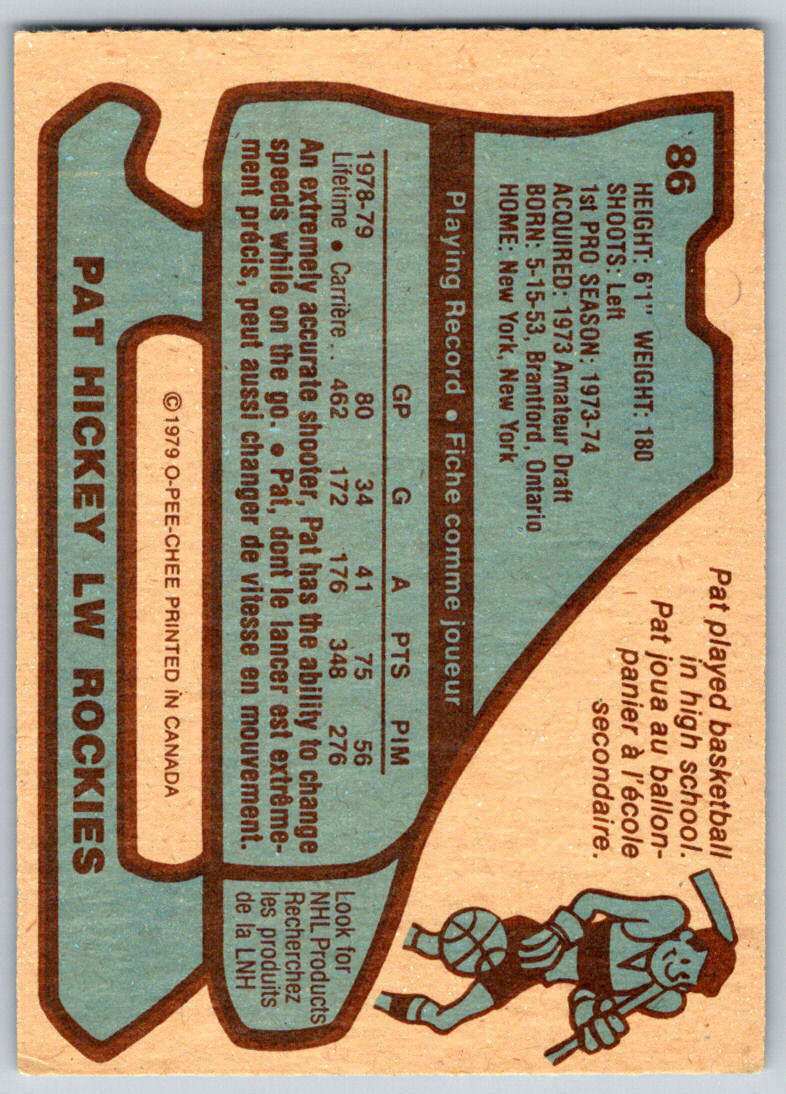 86
HEIGHT: 6'1" WEIGHT: 180
SHOOTS: Left
1st PRO SEASON: 1973-74
ACQUIRED: 1973 Amateur Draft
BORN: 5-15-53, Brantford, Ontario
HOME: New York, New York
Pat played basketball
in high school.
Pat joua au ballon-
panier à l'école
secondaire.
Playing Record • Fiche comme joueur
GP G A PTS PIM
1978-79 80 34 41 75 56
Lifetime • Carrière .. 462 172 176 348 276
An extremely accurate shooter, Pat has the ability to change
speeds while on the go. • Pat, dont le lancer est extrême-
ment précis, peut aussi changer de vitesse en mouvement.
Look for
NHL Products
Recherchez
les produits
de la LNH
©1979 O-PEE-CHEE PRINTED IN CANADA
PAT HICKEY LW ROCKIES